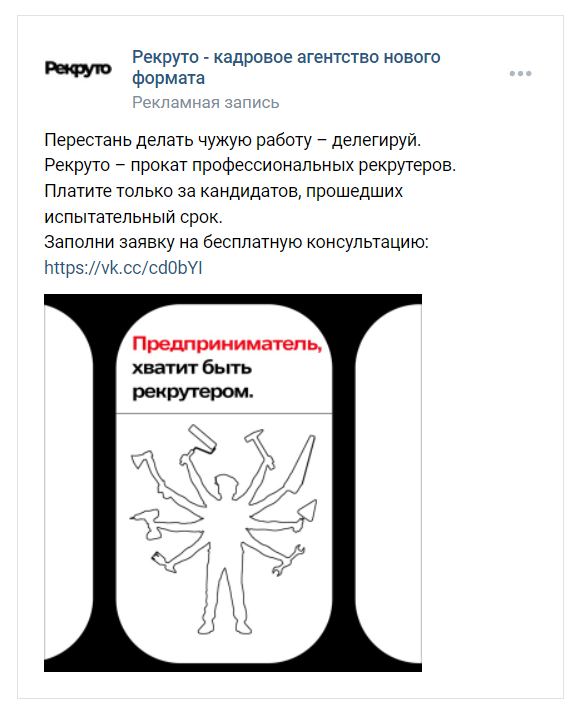 Рекруто
Рекруто - кадровое агентство нового
формата
Рекламная запись
Перестань делать чужую работу – делегируй.
Рекруто – прокат профессиональных рекрутеров.
Платите только за кандидатов, прошедших
испытательный срок.
Заполни заявку на бесплатную консультацию:
https://vk.cc/cd0bYI
Предприниматель,
хватит быть
рекрутером.